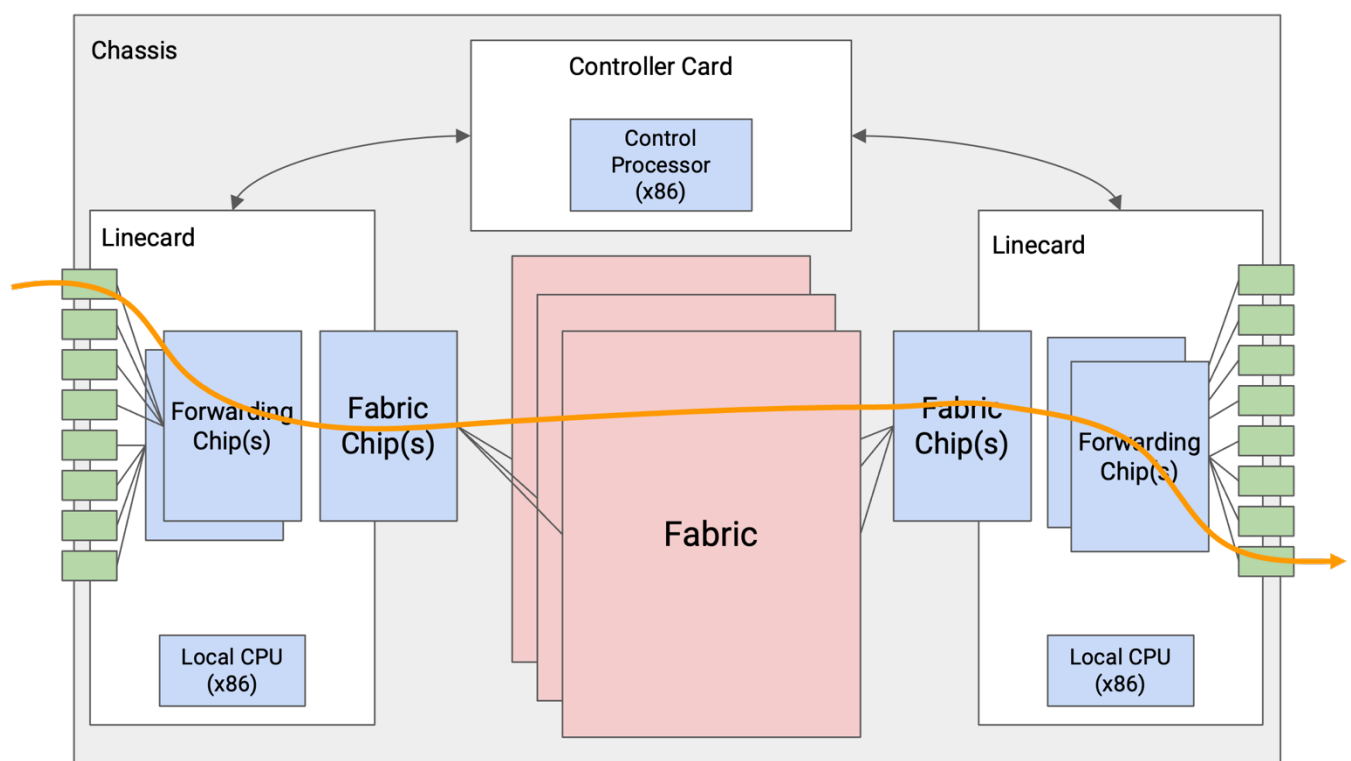 Chassis
Controller Card
Control
Processor
(x86)
Linecard
Linecard
Forwarding
Chip(s)
Fabric
Chip(s)
Fabric
Fabric
Chip(s)
Forwarding
Chip(s)
Local CPU
(x86)
Local CPU
(x86)